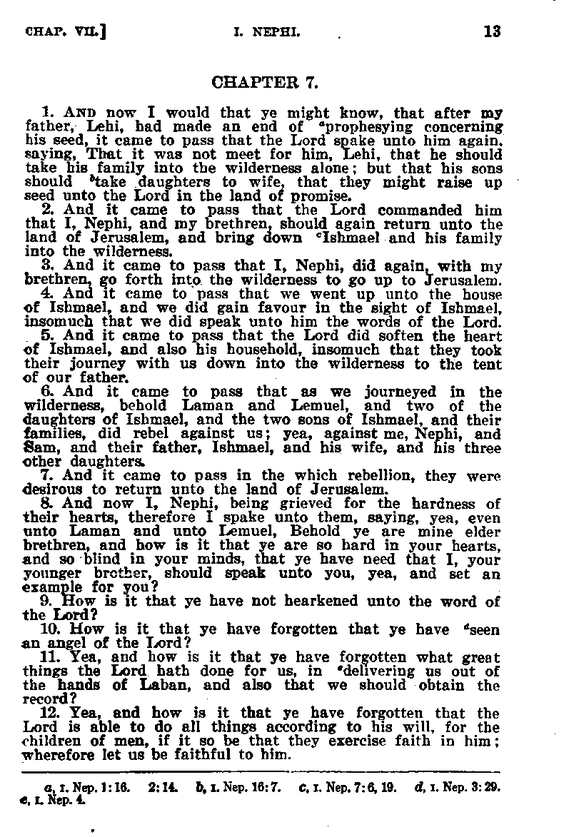 CHAP. VII.] I. NEPHI. 13
CHAPTER 7.
1. AND now I would that ye might know, that after my
father, Lehi, had made an end of ᵃprophesying concerning
his seed, it came to pass that the Lord spake unto him again,
saying, That it was not meet for him, Lehi, that he should
take his family into the wilderness alone; but that his sons
should ᵇtake daughters to wife, that they might raise up
seed unto the Lord in the land of promise.
2. And it came to pass that the Lord commanded him
that I, Nephi, and my brethren, should again return unto the
land of Jerusalem, and bring down ᶜIshmael and his family
into the wilderness.
3. And it came to pass that I, Nephi, did again, with my
brethren, go forth into the wilderness to go up to Jerusalem.
4. And it came to pass that we went up unto the house
of Ishmael, and we did gain favour in the sight of Ishmael,
insomuch that we did speak unto him the words of the Lord.
5. And it came to pass that the Lord did soften the heart
of Ishmael, and also his household, insomuch that they took
their journey with us down into the wilderness to the tent
of our father.
6. And it came to pass that as we journeyed in the
wilderness, behold Laman and Lemuel, and two of the
daughters of Ishmael, and the two sons of Ishmael, and their
families, did rebel against us; yea, against me, Nephi, and
Sam, and their father, Ishmael, and his wife, and his three
other daughters.
7. And it came to pass in the which rebellion, they were
desirous to return unto the land of Jerusalem.
8. And now I, Nephi, being grieved for the hardness of
their hearts, therefore I spake unto them, saying, yea, even
unto Laman and unto Lemuel, Behold ye are mine elder
brethren, and how is it that ye are so hard in your hearts,
and so blind in your minds, that ye have need that I, your
younger brother, should speak unto you, yea, and set an
example for you?
9. How is it that ye have not hearkened unto the word of
the Lord?
10. How is it that ye have forgotten that ye have ᵈseen
an angel of the Lord?
11. Yea, and how is it that ye have forgotten what great
things the Lord hath done for us, in ᵉdelivering us out of
the hands of Laban, and also that we should obtain the
record?
12. Yea, and how is it that ye have forgotten that the
Lord is able to do all things according to his will, for the
children of men, if it so be that they exercise faith in him;
wherefore let us be faithful to him.
a, I. Nep. 1:16. 2:14. b, I. Nep. 16:7. c, I. Nep. 7:6, 19. d, I. Nep. 3:29.
e, I. Nep. 4.